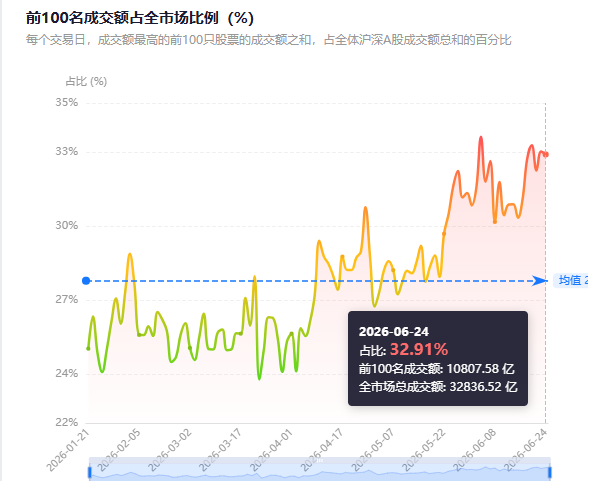 前100名成交额占全市场比例（%）
每个交易日，成交额最高的前100只股票的成交额之和，占全体沪深A股成交额总和的百分比
占比 (%)
35%
33%
30%
27%
24%
22%
均值 2
2026-06-24
占比: 32.91%
前100名成交额: 10807.58 亿
全市场总成交额: 32836.52 亿
2026-01-21
2026-02-05
2026-03-02
2026-03-17
2026-04-01
2026-04-17
2026-05-07
2026-05-22
2026-06-08
2026-06-24